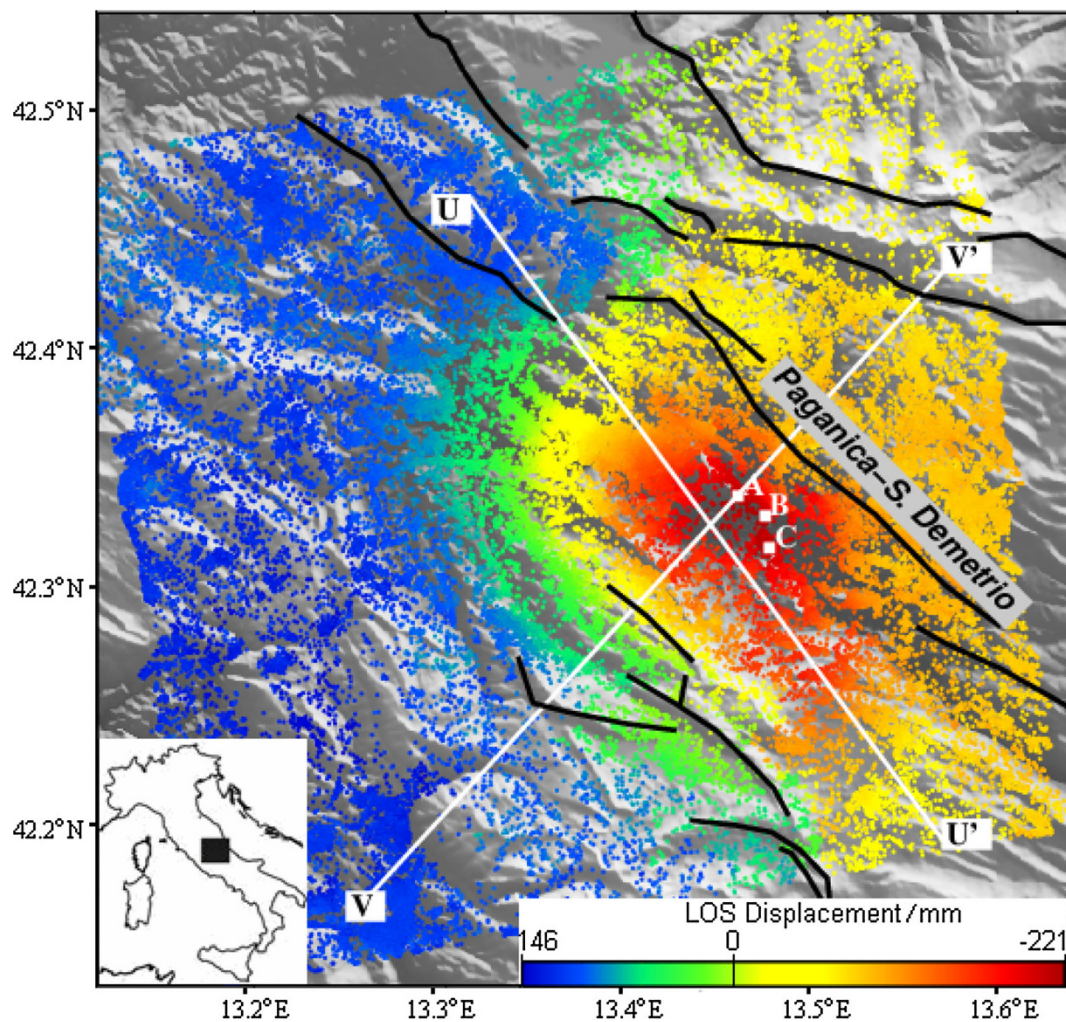 42.5°N
42.4°N
42.3°N
42.2°N
U
V'
Paganica–S. Demetrio
A
B
C
U'
V
LOS Displacement/mm
146 0 -221
13.2°E 13.3°E 13.4°E 13.5°E 13.6°E